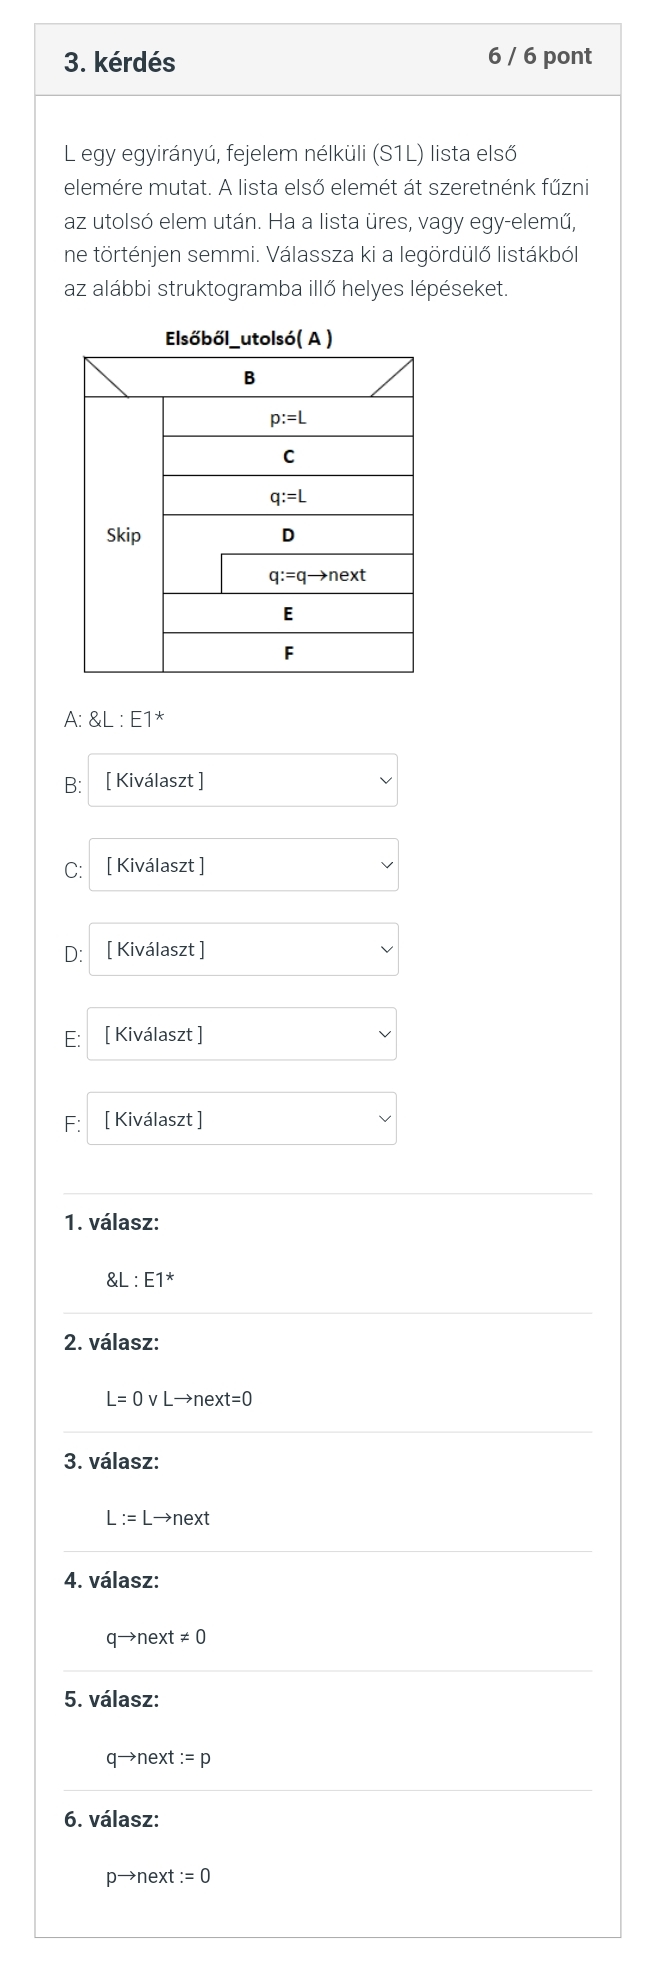 3. kérdés
6 / 6 pont
L egy egyirányú, fejelem nélküli (S1L) lista első
elemére mutat. A lista első elemét át szeretnénk fűzni
az utolsó elem után. Ha a lista üres, vagy egy-elemű,
ne történjen semmi. Válassza ki a legördülő listákból
az alábbi struktogramba illő helyes lépéseket.
Elsőből_utolsó( A )
B
p:=L
C
q:=L
Skip
D
q:=q→next
E
F
A: &L : E1*
B: [ Kiválaszt ]
C: [ Kiválaszt ]
D: [ Kiválaszt ]
E: [ Kiválaszt ]
F: [ Kiválaszt ]
1. válasz:
&L : E1*
2. válasz:
L= 0 v L→next=0
3. válasz:
L := L→next
4. válasz:
q→next ≠ 0
5. válasz:
q→next := p
6. válasz:
p→next := 0